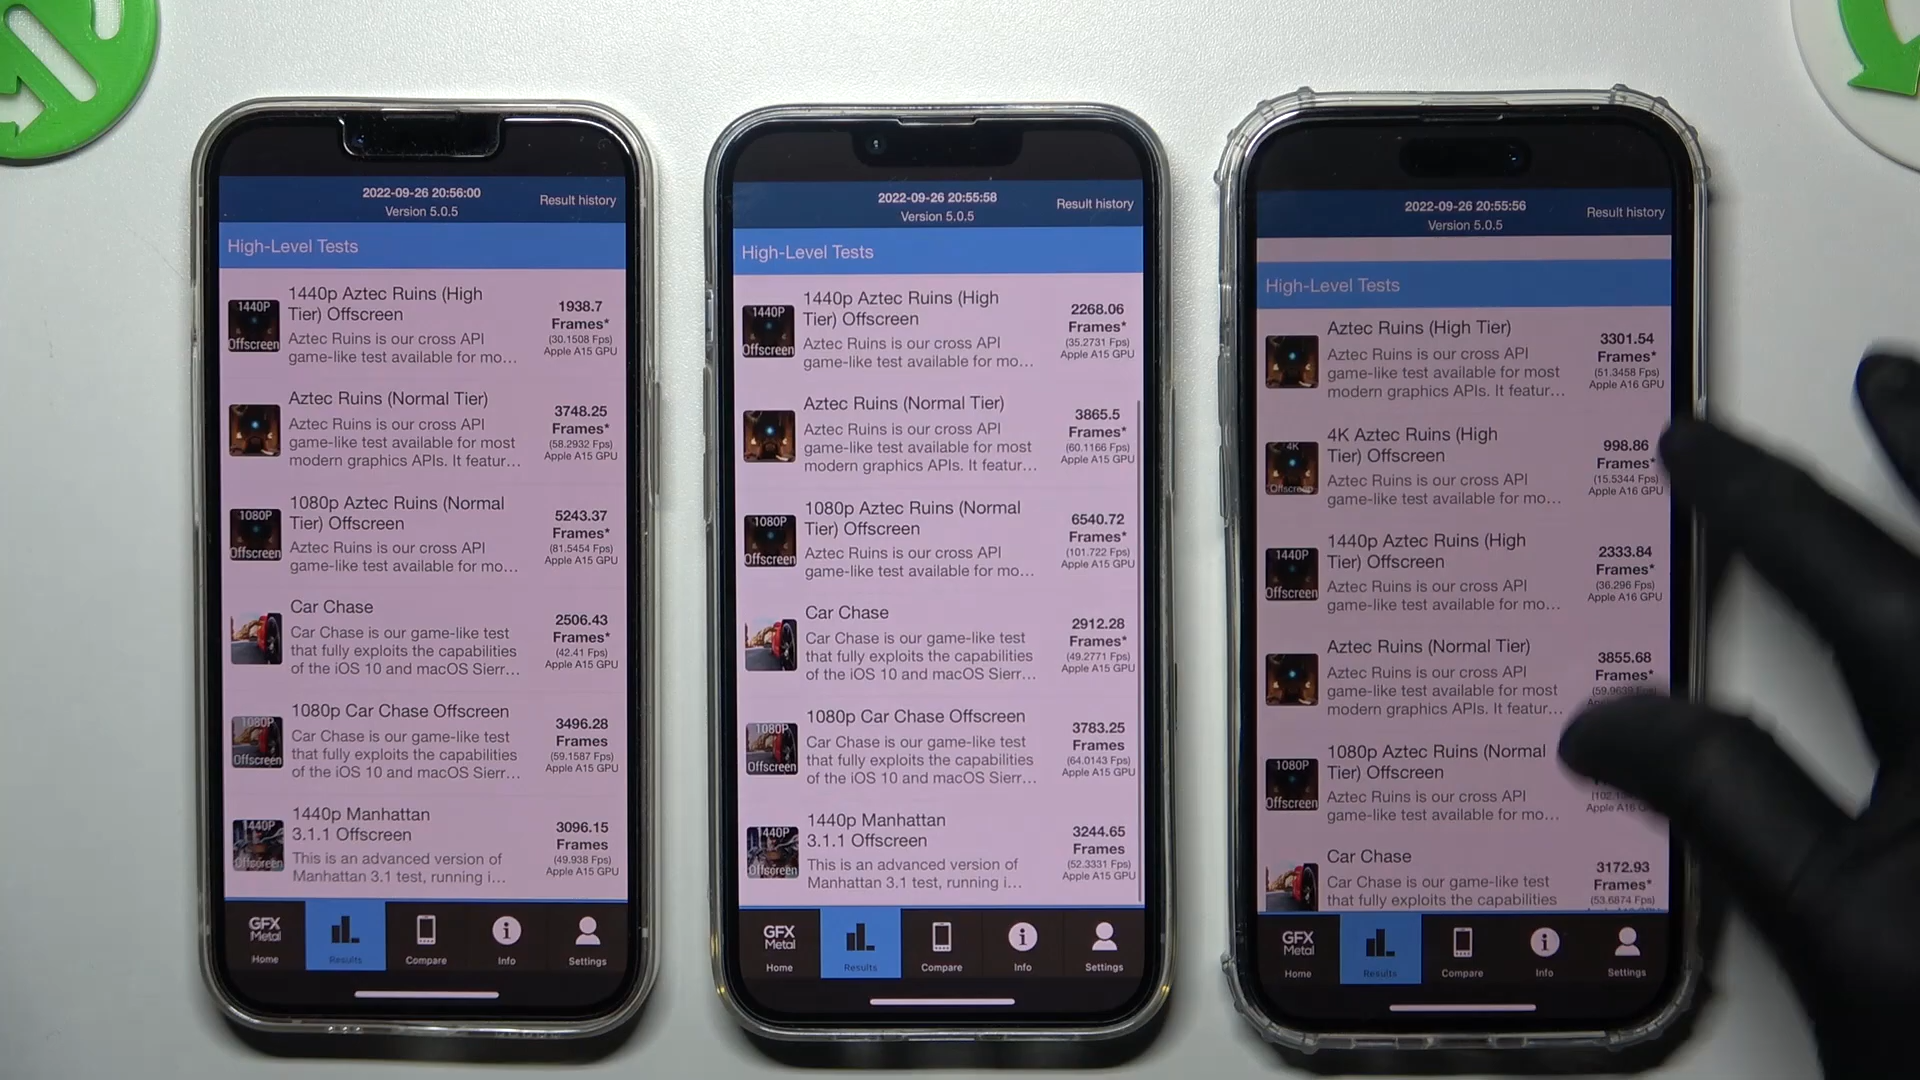 2022-09-26 20:56:00
Version 5.0.5
Result history
High-Level Tests
1440P
Offscreen
1440p Aztec Ruins (High
Tier) Offscreen
Aztec Ruins is our cross API
game-like test available for mo...
1938.7
Frames*
(30.1508 Fps)
Apple A15 GPU
Aztec Ruins (Normal Tier)
Aztec Ruins is our cross API
game-like test available for most
modern graphics APIs. It featur...
3748.25
Frames*
(58.2932 Fps)
Apple A15 GPU
1080P
Offscreen
1080p Aztec Ruins (Normal
Tier) Offscreen
Aztec Ruins is our cross API
game-like test available for mo...
5243.37
Frames*
(81.5454 Fps)
Apple A15 GPU
Car Chase
Car Chase is our game-like test
that fully exploits the capabilities
of the iOS 10 and macOS Sierr...
2506.43
Frames*
(42.41 Fps)
Apple A15 GPU
1080P
Offscreen
1080p Car Chase Offscreen
Car Chase is our game-like test
that fully exploits the capabilities
of the iOS 10 and macOS Sierr...
3496.28
Frames
(59.1587 Fps)
Apple A15 GPU
1440P
Offscreen
1440p Manhattan
3.1.1 Offscreen
This is an advanced version of
Manhattan 3.1 test, running i...
3096.15
Frames
(49.938 Fps)
Apple A15 GPU
GFX
Metal
Home
Results
Compare
Info
Settings
2022-09-26 20:55:58
Version 5.0.5
Result history
High-Level Tests
1440P
Offscreen
1440p Aztec Ruins (High
Tier) Offscreen
Aztec Ruins is our cross API
game-like test available for mo...
2268.06
Frames*
(35.2731 Fps)
Apple A15 GPU
Aztec Ruins (Normal Tier)
Aztec Ruins is our cross API
game-like test available for most
modern graphics APIs. It featur...
3865.5
Frames*
(60.1166 Fps)
Apple A15 GPU
1080P
Offscreen
1080p Aztec Ruins (Normal
Tier) Offscreen
Aztec Ruins is our cross API
game-like test available for mo...
6540.72
Frames*
(101.722 Fps)
Apple A15 GPU
Car Chase
Car Chase is our game-like test
that fully exploits the capabilities
of the iOS 10 and macOS Sierr...
2912.28
Frames*
(49.2771 Fps)
Apple A15 GPU
1080P
Offscreen
1080p Car Chase Offscreen
Car Chase is our game-like test
that fully exploits the capabilities
of the iOS 10 and macOS Sierr...
3783.25
Frames
(64.0143 Fps)
Apple A15 GPU
1440P
Offscreen
1440p Manhattan
3.1.1 Offscreen
This is an advanced version of
Manhattan 3.1 test, running i...
3244.65
Frames
(52.3331 Fps)
Apple A15 GPU
GFX
Metal
Home
Results
Compare
Info
Settings
2022-09-26 20:55:56
Version 5.0.5
Result history
High-Level Tests
Aztec Ruins (High Tier)
Aztec Ruins is our cross API
game-like test available for most
modern graphics APIs. It featur...
3301.54
Frames*
(51.3458 Fps)
Apple A16 GPU
4K
Offscreen
4K Aztec Ruins (High
Tier) Offscreen
Aztec Ruins is our cross API
game-like test available for mo...
998.86
Frames*
(15.5344 Fps)
Apple A16 GPU
1440P
Offscreen
1440p Aztec Ruins (High
Tier) Offscreen
Aztec Ruins is our cross API
game-like test available for mo...
2333.84
Frames*
(36.296 Fps)
Apple A16 GPU
Aztec Ruins (Normal Tier)
Aztec Ruins is our cross API
game-like test available for most
modern graphics APIs. It featur...
3855.68
Frames*
1080P
Offscreen
1080p Aztec Ruins (Normal
Tier) Offscreen
Aztec Ruins is our cross API
game-like test available for mo...
Apple A16
Car Chase
Car Chase is our game-like test
that fully exploits the capabilities
3172.93
Frames*
(53.6874 Fps)
GFX
Metal
Home
Results
Compare
Info
Settings